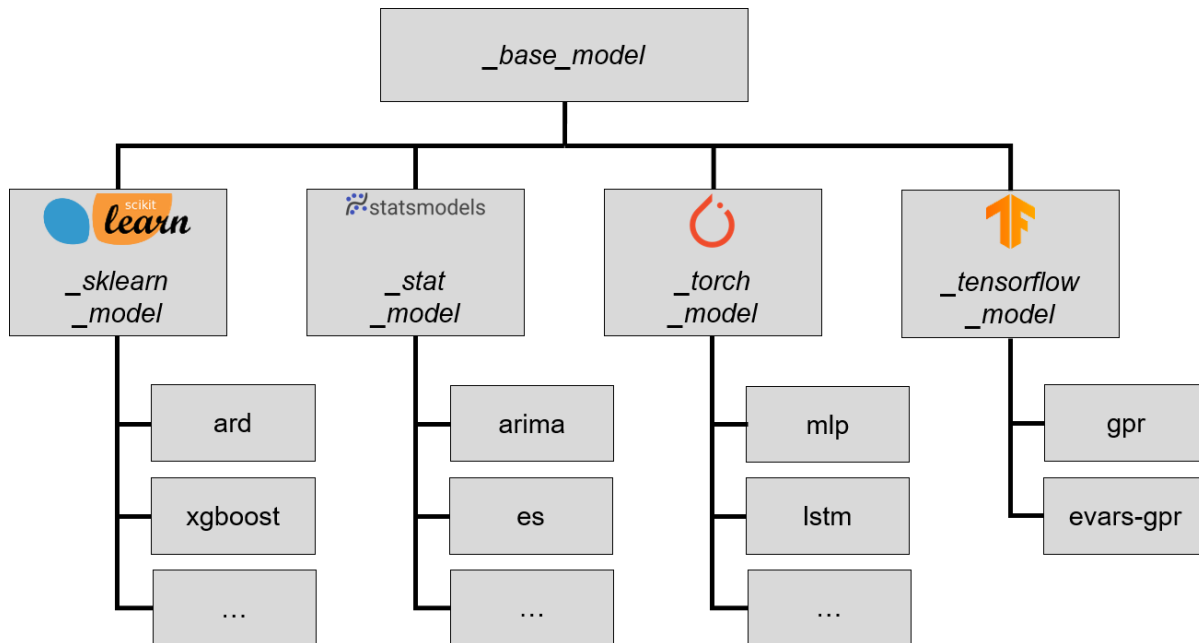 _base_model
scikit
learn
_sklearn
_model
statsmodels
_stat
_model
_torch
_model
_tensorflow
_model
ard
xgboost
...
arima
es
...
mlp
lstm
...
gpr
evars-gpr